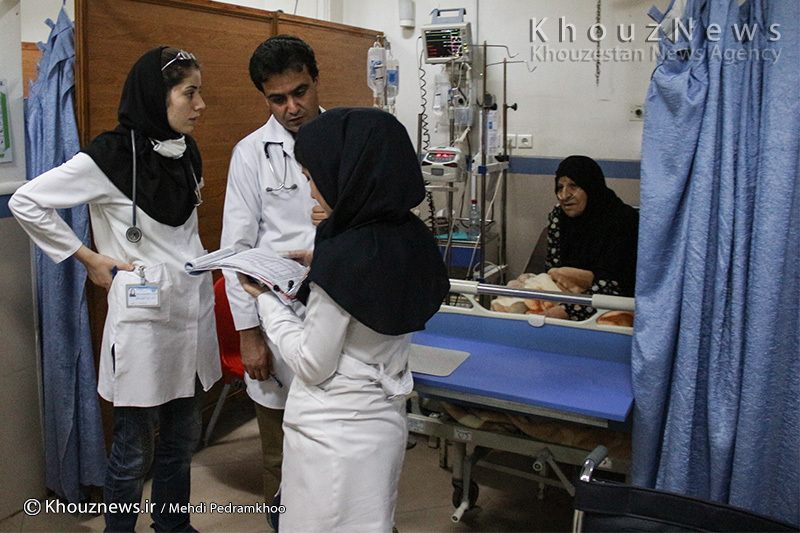 KhouzNews
Khouzestan News Agency
© Khouznews.ir / Mehdi Pedramkhoo